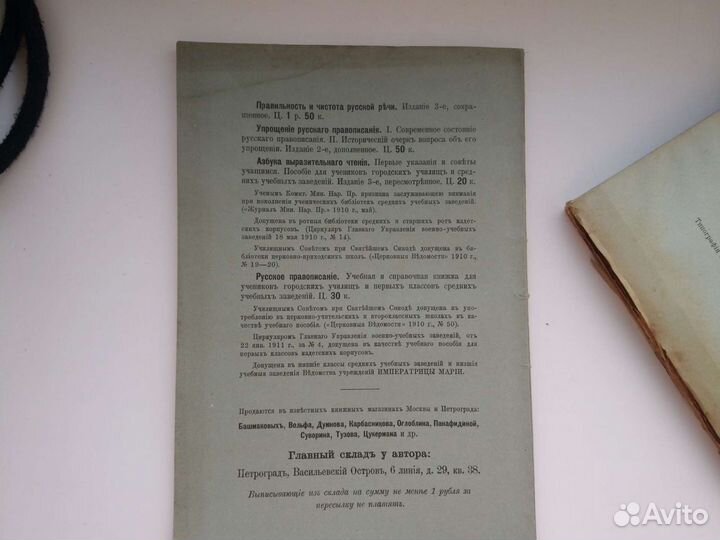 Правильность и чистота русской рѣчи. Изданіе 3-е, сокра-
щенное. Ц. 1 р. 50 к.
Упрощеніе русскаго правописанія. I. Современное состояніе
русскаго правописанія. II. Историческій очеркъ вопроса объ его
упрощеніи. Изданіе 2-е, дополненное. Ц. 50 к.
Азбука выразительнаго чтенія. Первые указанія и совѣты
учащимся. Пособіе для учениковъ городскихъ училищъ и сред-
нихъ учебныхъ заведеній. Изданіе 3-е, пересмотрѣнное. Ц. 20 к.
Ученымъ Комит. Мин. Нар. Пр. признана заслуживающею вниманія
при пополненіи ученическихъ библіотекъ среднихъ учебныхъ заведеній.
(«Журналъ Мин. Нар. Пр.» 1910 г., май).
Допущена въ ротныя библіотеки среднихъ и старшихъ ротъ кадет-
скихъ корпусовъ. (Циркуляръ Главнаго Управленія военно-учебныхъ
заведеній 18 мая 1910 г., № 14).
Училищнымъ Совѣтомъ при Святѣйшемъ Синодѣ допущена въ би-
бліотеки церковно-приходскихъ школъ. («Церковныя Вѣдомости» 1910 г.,
№ 19—20).
Русское правописаніе. Учебная и справочная книжка для
учениковъ городскихъ училищъ и первыхъ классовъ среднихъ
учебныхъ заведеній. Ц. 30 к.
Училищнымъ Совѣтомъ при Святѣйшемъ Синодѣ допущена къ упо-
требленію въ церковно-учительскихъ и второклассныхъ школахъ въ ка-
чествѣ учебнаго пособія. («Церковныя Вѣдомости» 1910 г., № 50).
Циркуляромъ Главнаго Управленія военно-учебныхъ заведеній, отъ
22 янв. 1911 г. за № 4, допущена въ качествѣ учебнаго пособія для
первыхъ классовъ кадетскихъ корпусовъ.
Допущена въ низшіе классы среднихъ учебныхъ заведеній и низшія
учебныя заведенія Вѣдомства учрежденій ИМПЕРАТРИЦЫ МАРІИ.
Продаются въ извѣстныхъ книжныхъ магазинахъ Москвы и Петрограда:
Башмаковыхъ, Вольфа, Думнова, Карбасникова, Оглоблина, Панафидиной,
Суворина, Тузова, Цукермана и др.
Главный складъ у автора:
Петроградъ, Васильевскій Островъ, 6 линія, д. 29, кв. 38.
Выписывающіе изъ склада на сумму не менѣе 1 рубля за
пересылку не платятъ.
Типографія
Avito